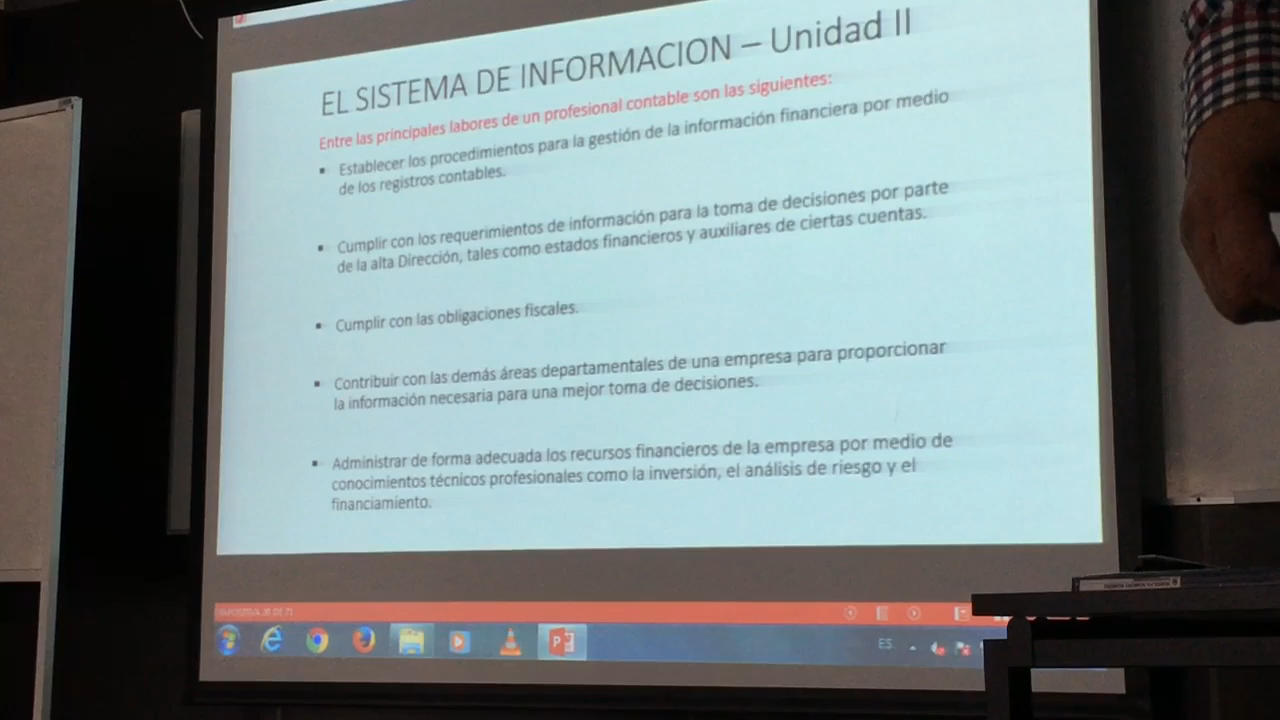 EL SISTEMA DE INFORMACION – Unidad II
Entre las principales labores de un profesional contable son las siguientes:
▪ Establecer los procedimientos para la gestión de la información financiera por medio
de los registros contables.
▪ Cumplir con los requerimientos de información para la toma de decisiones por parte
de la alta Dirección, tales como estados financieros y auxiliares de ciertas cuentas.
▪ Cumplir con las obligaciones fiscales.
▪ Contribuir con las demás áreas departamentales de una empresa para proporcionar
la información necesaria para una mejor toma de decisiones.
▪ Administrar de forma adecuada los recursos financieros de la empresa por medio de
conocimientos técnicos profesionales como la inversión, el análisis de riesgo y el
financiamiento.
ES